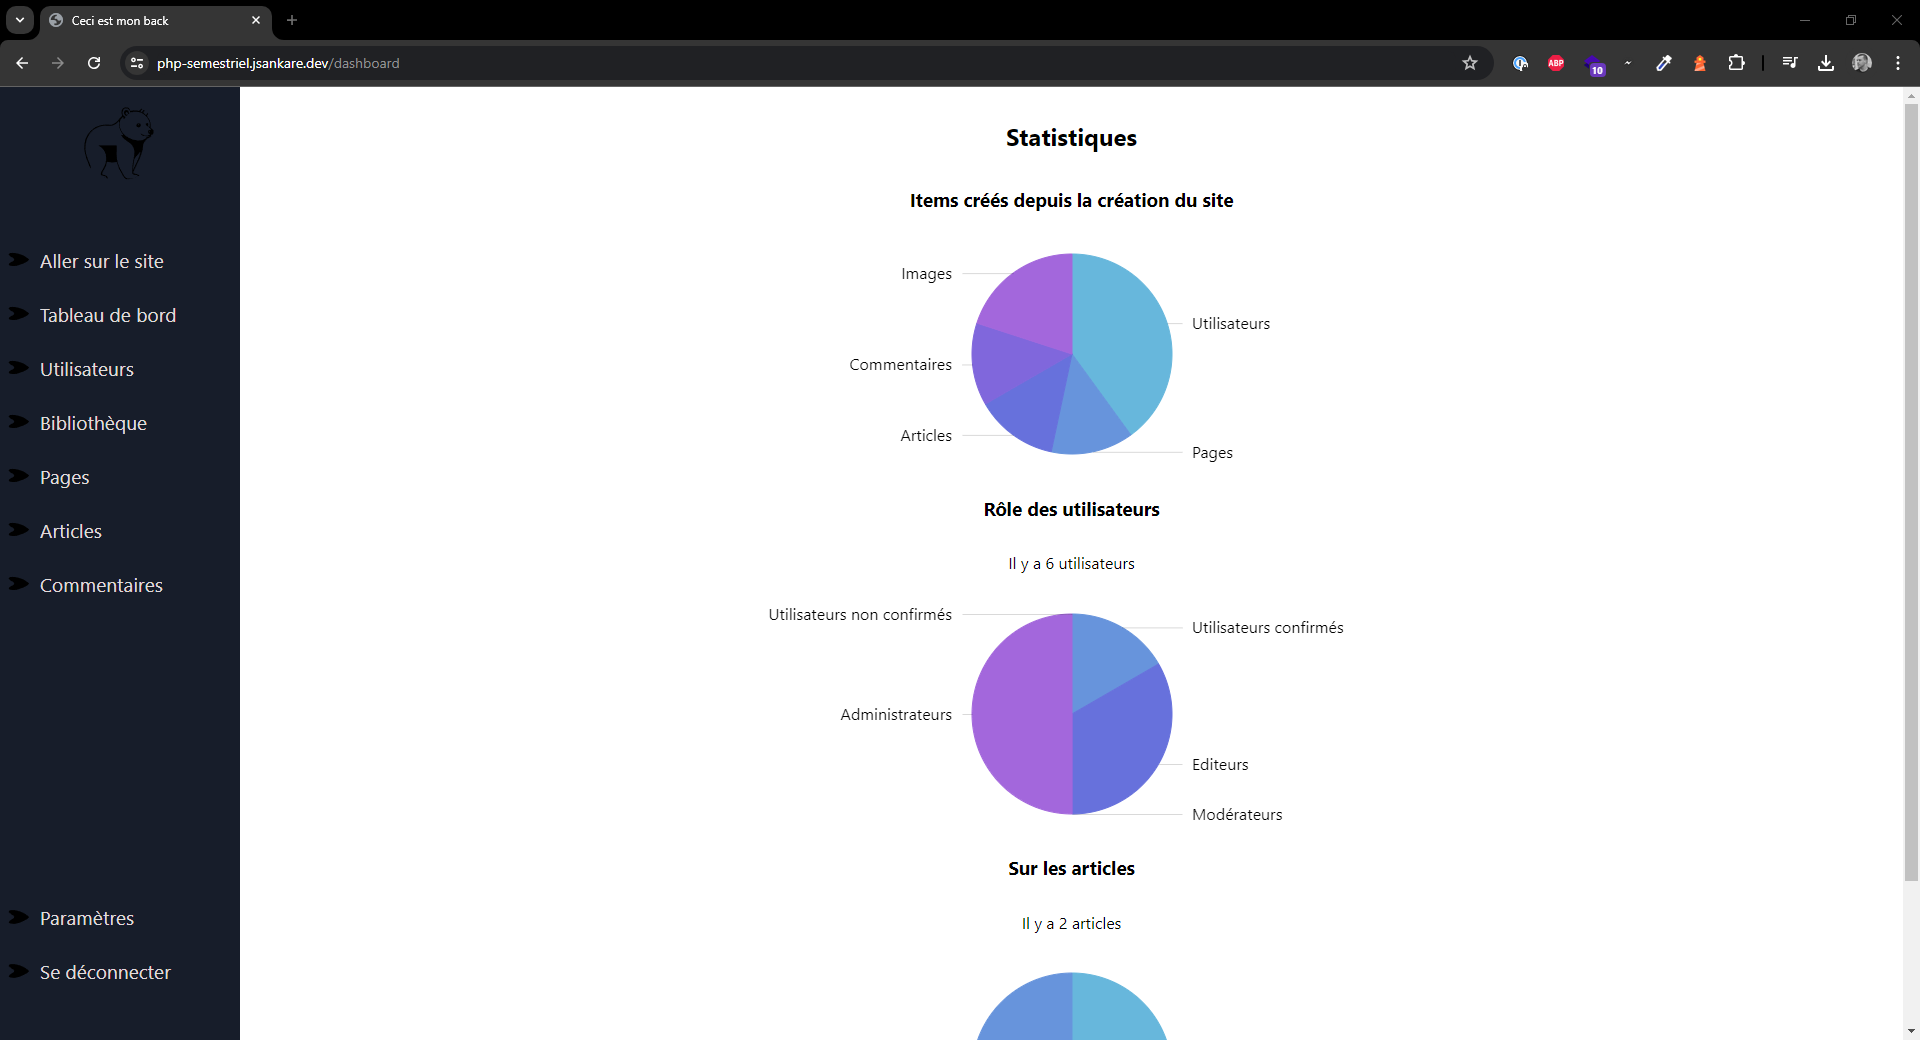 Ceci est mon back
php-semestriel.jsankare.dev/dashboard
ABP
10
Aller sur le site
Tableau de bord
Utilisateurs
Bibliothèque
Pages
Articles
Commentaires
Paramètres
Se déconnecter
Statistiques
Items créés depuis la création du site
Images
Utilisateurs
Commentaires
Articles
Pages
Rôle des utilisateurs
Il y a 6 utilisateurs
Utilisateurs non confirmés
Utilisateurs confirmés
Administrateurs
Editeurs
Modérateurs
Sur les articles
Il y a 2 articles